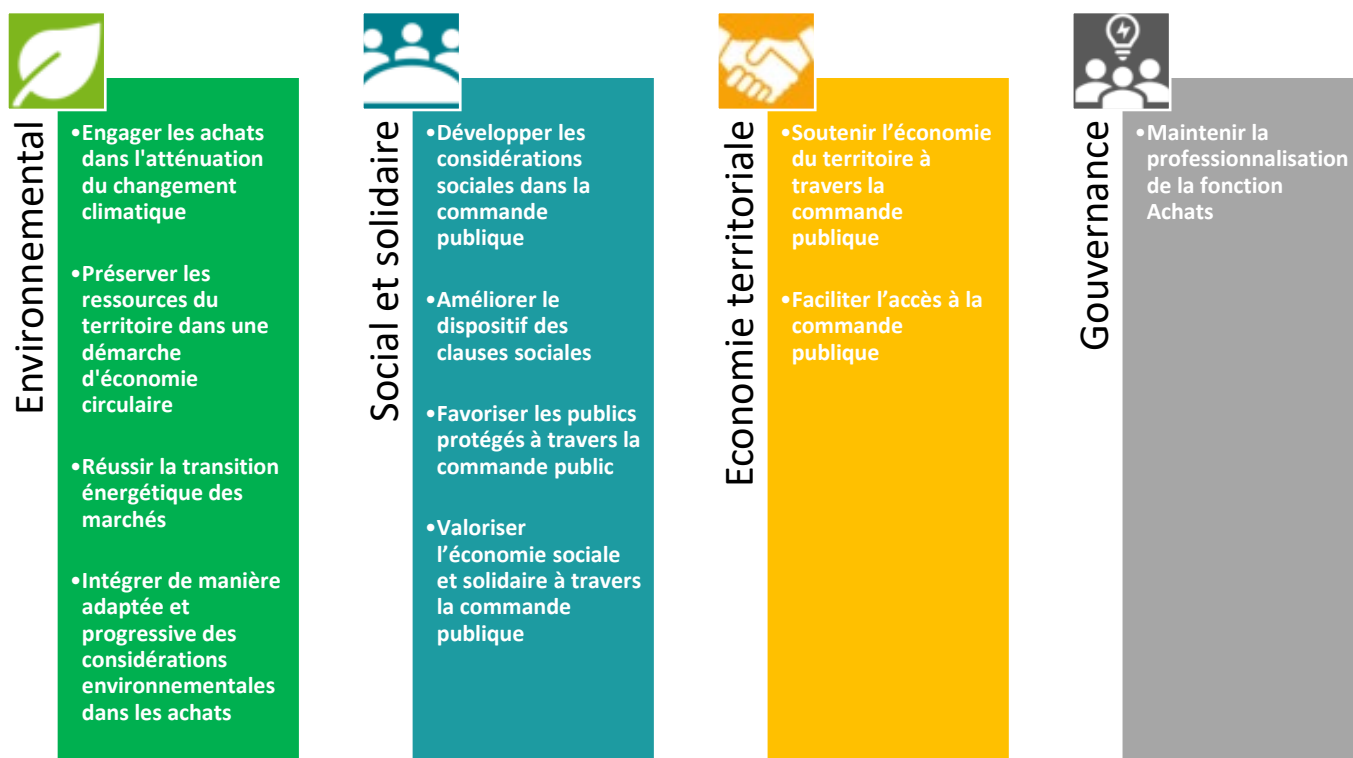 Environnemental
•Engager les achats
dans l'atténuation
du changement
climatique
•Préserver les
ressources du
territoire dans une
démarche
d'économie
circulaire
•Réussir la transition
énergétique des
marchés
•Intégrer de manière
adaptée et
progressive des
considérations
environnementales
dans les achats
Social et solidaire
•Développer les
considérations
sociales dans la
commande
publique
•Améliorer le
dispositif des
clauses sociales
•Favoriser les publics
protégés à travers la
commande public
•Valoriser
l’économie sociale
et solidaire à travers
la commande
publique
Economie territoriale
•Soutenir l’économie
du territoire à
travers la
commande
publique
•Faciliter l’accès à la
commande
publique
Gouvernance
•Maintenir la
professionnalisation
de la fonction
Achats